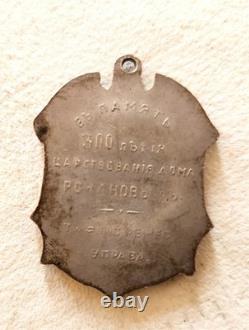 ВЪ ПАМЯТЬ
300 ЛѢТІЯ
ЦАРСТВОВАНІЯ ДОМА
РОМАНОВЫХЪ
УПРАВА
ebay